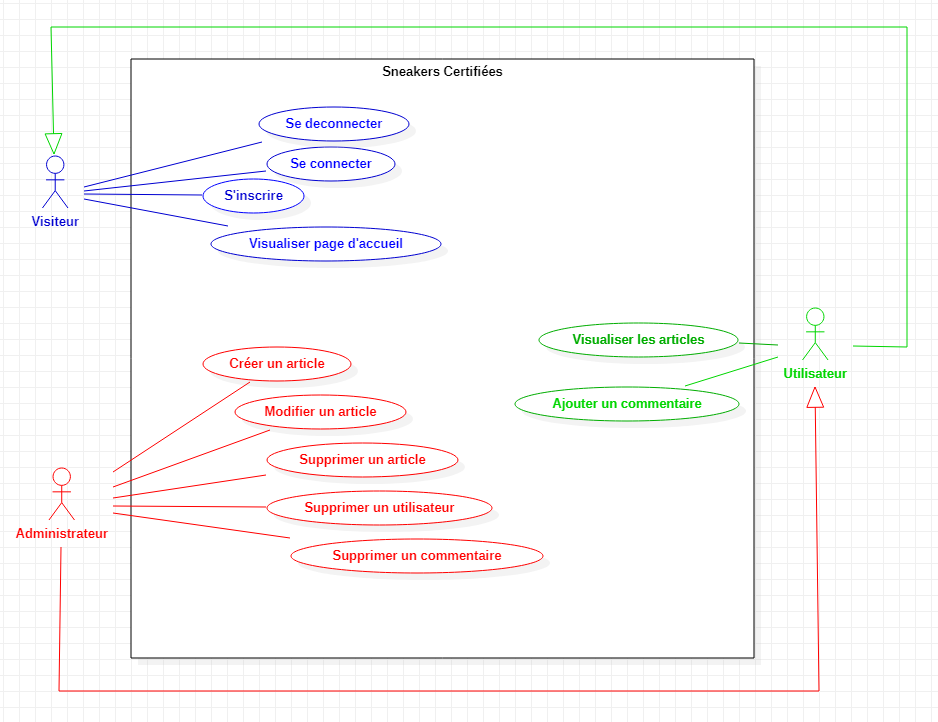 Sneakers Certifiées
Se deconnecter
Se connecter
S'inscrire
Visiteur
Visualiser page d'accueil
Visualiser les articles
Créer un article
Utilisateur
Modifier un article
Ajouter un commentaire
Supprimer un article
Supprimer un utilisateur
Administrateur
Supprimer un commentaire